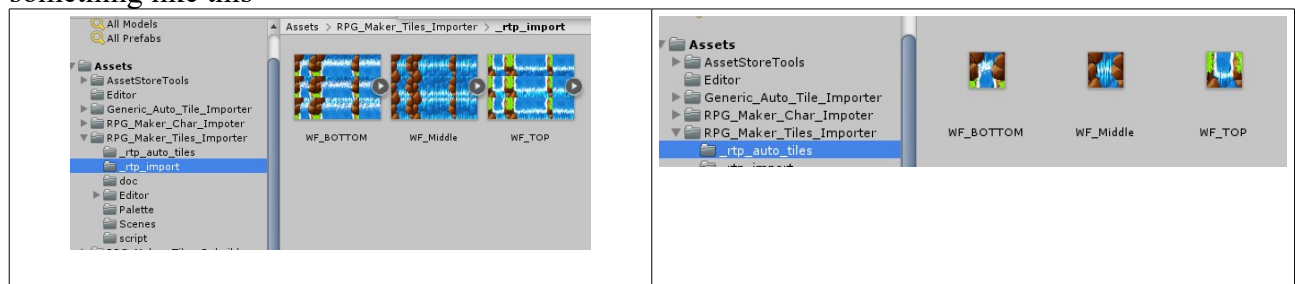 something like this
All Models
All Prefabs
Assets
AssetStoreTools
Editor
Generic_Auto_Tile_Importer
RPG_Maker_Char_Impoter
RPG_Maker_Tiles_Importer
_rtp_auto_tiles
_rtp_import
doc
Editor
Palette
Scenes
script
Assets > RPG_Maker_Tiles_Importer > _rtp_import
WF_BOTTOM WF_Middle WF_TOP
Assets
AssetStoreTools
Editor
Generic_Auto_Tile_Importer
RPG_Maker_Char_Impoter
RPG_Maker_Tiles_Importer
_rtp_auto_tiles
_rtp_import
WF_BOTTOM WF_Middle WF_TOP